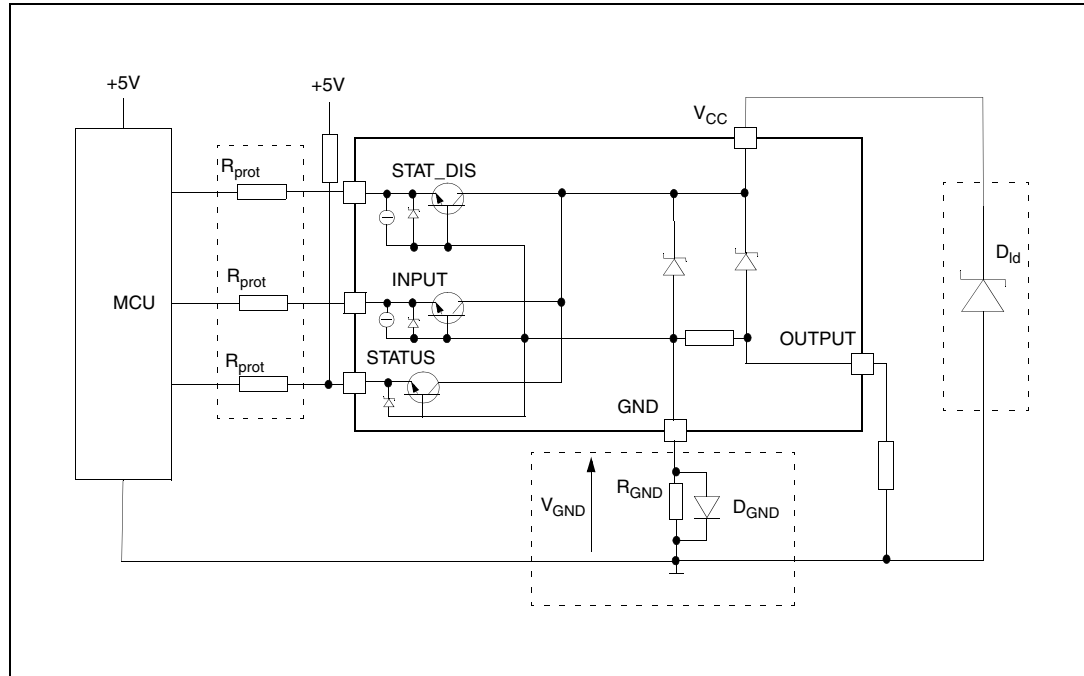 +5V
+5V
V_CC
R_prot
STAT_DIS
D_ld
R_prot
INPUT
MCU
OUTPUT
R_prot
STATUS
GND
R_GND
V_GND
D_GND